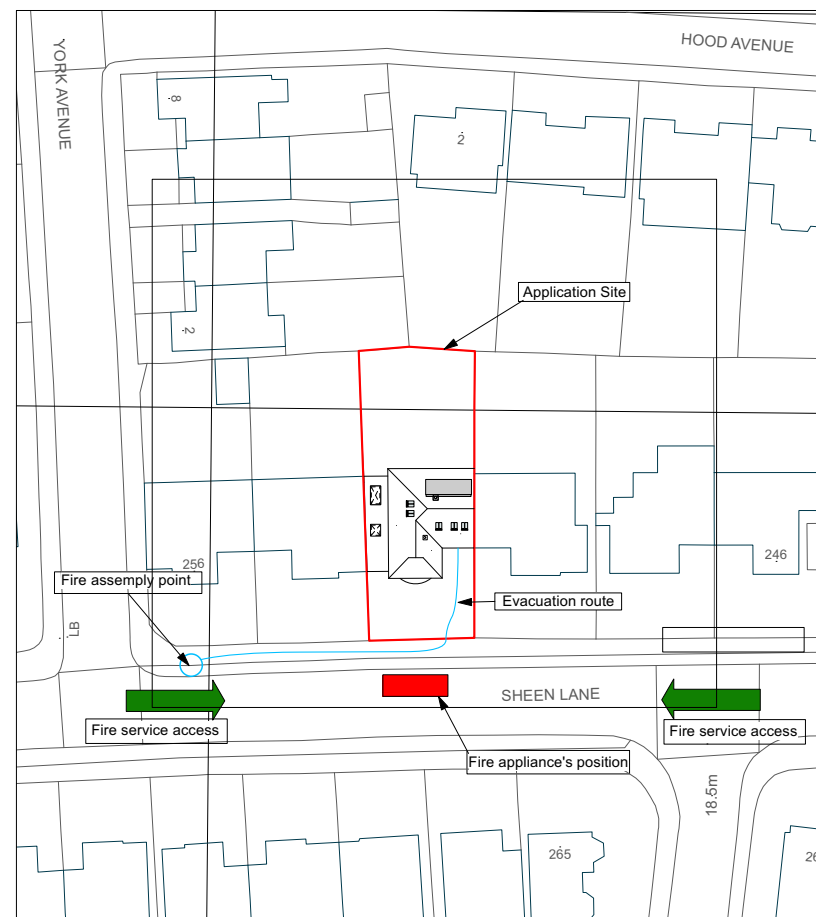 HOOD AVENUE
YORK AVENUE
8
2
Application Site
2
256
246
Fire assemply point
Evacuation route
LB
SHEEN LANE
Fire service access
Fire service access
Fire appliance's position
18.5m
265
26